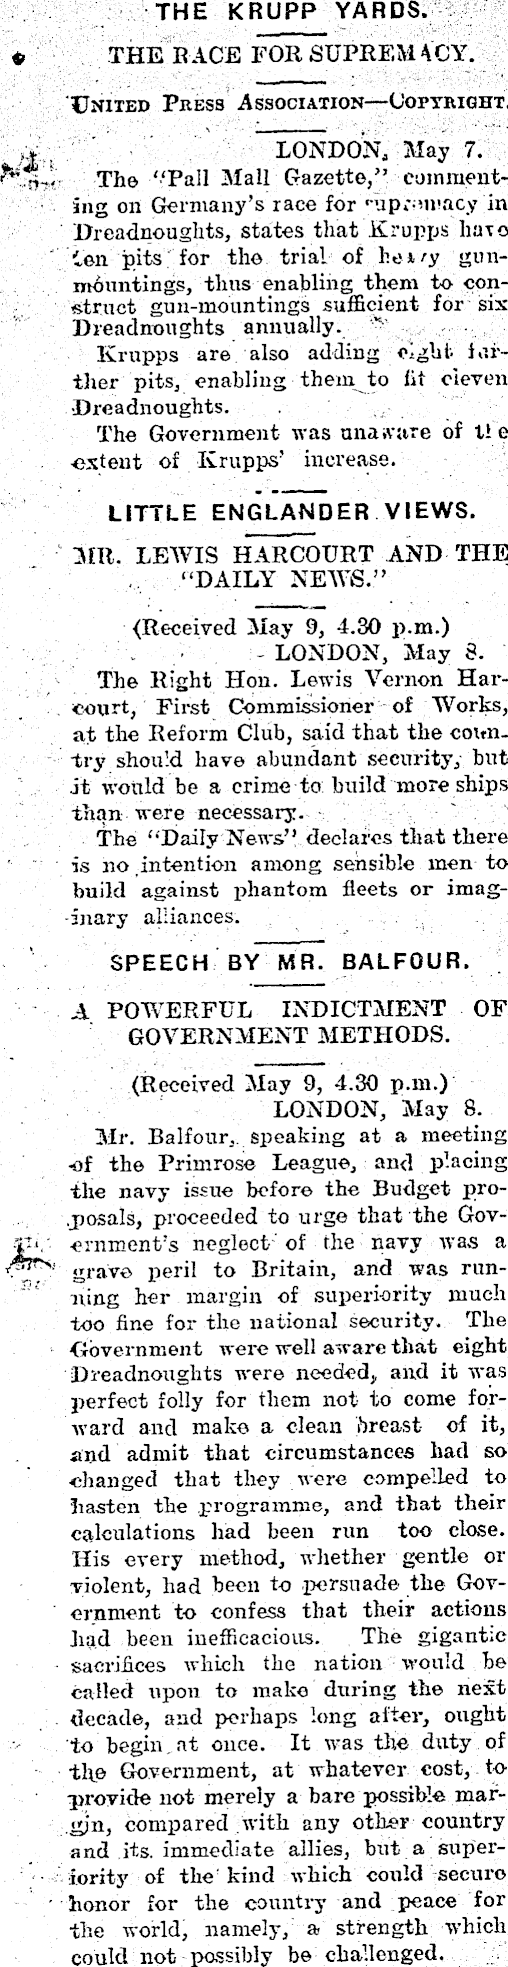 THE KRUPP YARDS.
THE RACE FOR SUPREMACY.
UNITED PRESS ASSOCIATION—COPYRIGHT.
LONDON, May 7.
The "Pall Mall Gazette," comment-
ing on Germany's race for supremacy in
Dreadnoughts, states that Krupps have
ten pits for the trial of heavy gun-
mountings, thus enabling them to con-
struct gun-mountings sufficient for six
Dreadnoughts annually.
Krupps are also adding eight fur-
ther pits, enabling them to fit eleven
Dreadnoughts.
The Government was unaware of the
extent of Krupps' increase.
LITTLE ENGLANDER VIEWS.
MR. LEWIS HARCOURT AND THE
"DAILY NEWS."
(Received May 9, 4.30 p.m.)
LONDON, May 8.
The Right Hon. Lewis Vernon Har-
court, First Commissioner of Works,
at the Reform Club, said that the coun-
try should have abundant security, but
it would be a crime to build more ships
than were necessary.
The "Daily News" declares that there
is no intention among sensible men to
build against phantom fleets or imag-
inary alliances.
SPEECH BY MR. BALFOUR.
A POWERFUL INDICTMENT OF
GOVERNMENT METHODS.
(Received May 9, 4.30 p.m.)
LONDON, May 8.
Mr. Balfour, speaking at a meeting
of the Primrose League, and placing
the navy issue before the Budget pro-
posals, proceeded to urge that the Gov-
ernment's neglect of the navy was a
grave peril to Britain, and was run-
ning her margin of superiority much
too fine for the national security. The
Government were well aware that eight
Dreadnoughts were needed, and it was
perfect folly for them not to come for-
ward and make a clean breast of it,
and admit that circumstances had so
changed that they were compelled to
hasten the programme, and that their
calculations had been run too close.
His every method, whether gentle or
violent, had been to persuade the Gov-
ernment to confess that their actions
had been inefficacious. The gigantic
sacrifices which the nation would be
called upon to make during the next
decade, and perhaps long after, ought
to begin at once. It was the duty of
the Government, at whatever cost, to
provide not merely a bare possible mar-
gin, compared with any other country
and its immediate allies, but a super-
iority of the kind which could secure
honor for the country and peace for
the world, namely, a strength which
could not possibly be challenged.